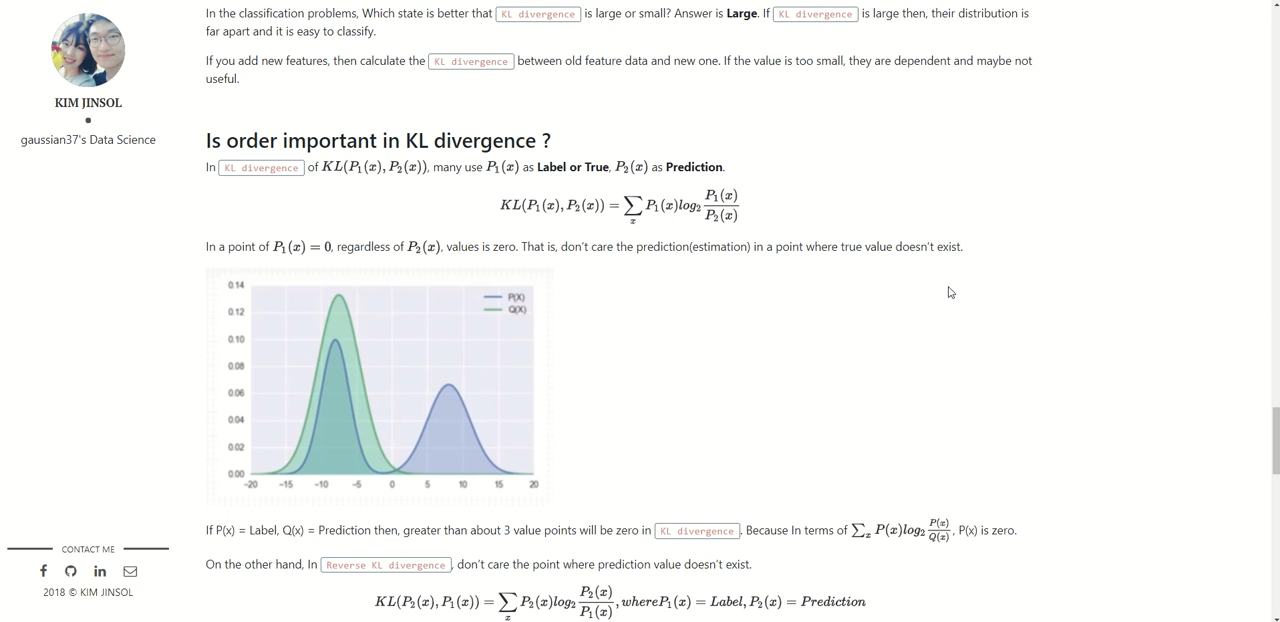 In the classification problems, Which state is better that KL divergence is large or small? Answer is Large. If KL divergence is large then, their distribution is
far apart and it is easy to classify.
If you add new features, then calculate the KL divergence between old feature data and new one. If the value is too small, they are dependent and maybe not
useful.
KIM JINSOL
gaussian37's Data Science
Is order important in KL divergence ?
In KL divergence of KL(P₁(x), P₂(x)), many use P₁(x) as Label or True, P₂(x) as Prediction.
KL(P₁(x), P₂(x)) = ∑ₓ P₁(x)log₂ P₁(x)/P₂(x)
In a point of P₁(x) = 0, regardless of P₂(x), values is zero. That is, don't care the prediction(estimation) in a point where true value doesn't exist.
0.14
0.12
0.10
0.08
0.06
0.04
0.02
0.00
P(X)
Q(X)
−20 −15 −10 −5 0 5 10 15 20
If P(x) = Label, Q(x) = Prediction then, greater than about 3 value points will be zero in KL divergence. Because In terms of ∑ₓ P(x)log₂ P(x)/Q(x), P(x) is zero.
On the other hand, In Reverse KL divergence, don't care the point where prediction value doesn't exist.
KL(P₂(x), P₁(x)) = ∑ₓ P₂(x)log₂ P₂(x)/P₁(x), whereP₁(x) = Label, P₂(x) = Prediction
CONTACT ME
2018 © KIM JINSOL